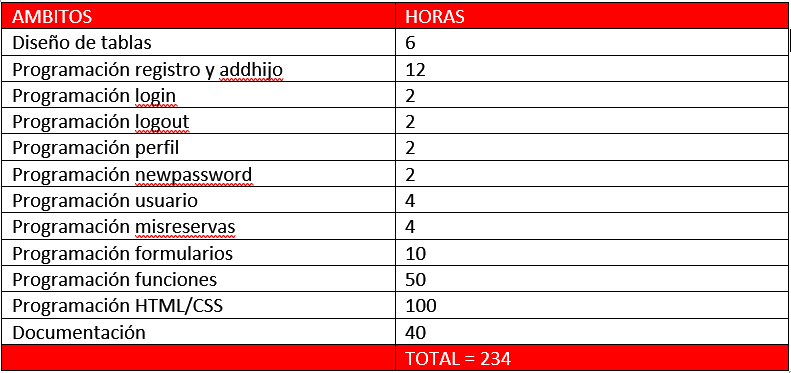 AMBITOS HORAS
Diseño de tablas 6
Programación registro y addhijo 12
Programación login 2
Programación logout 2
Programación perfil 2
Programación newpassword 2
Programación usuario 4
Programación misreservas 4
Programación formularios 10
Programación funciones 50
Programación HTML/CSS 100
Documentación 40
TOTAL = 234